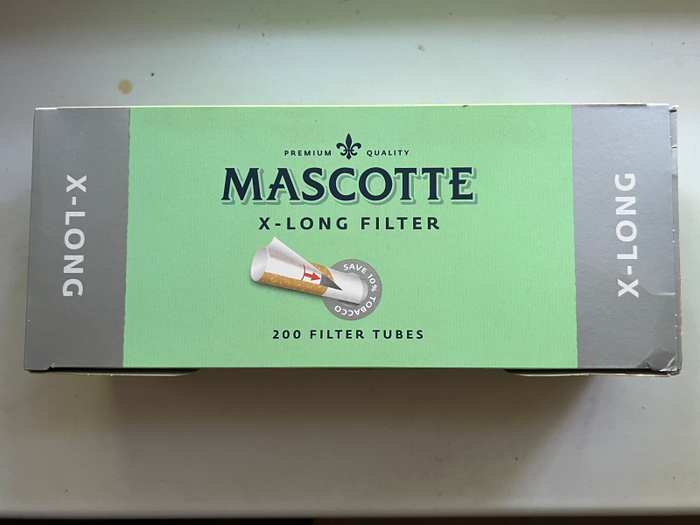 X-LONG
PREMIUM QUALITY
MASCOTTE
X-LONG FILTER
SAVE 10%
TOBACCO
200 FILTER TUBES
X-LONG